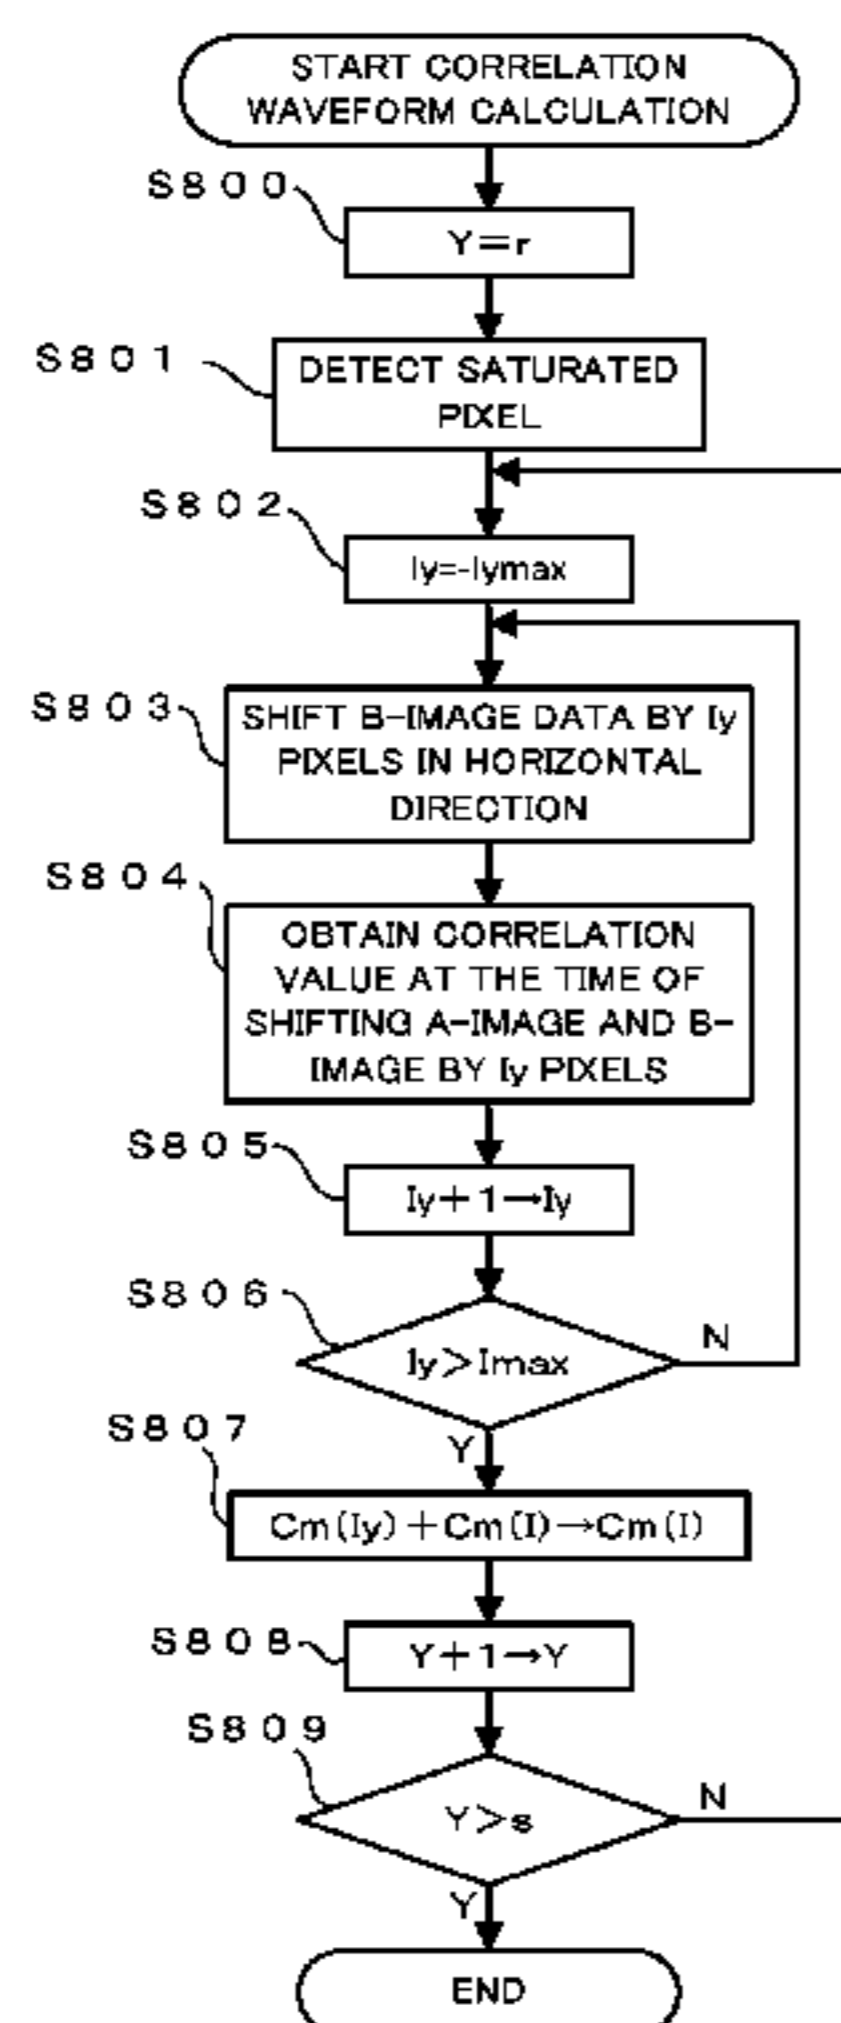 START CORRELATION
WAVEFORM CALCULATION
S800
Y=r
S801
DETECT SATURATED
PIXEL
S802
Iy=-Iymax
S803
SHIFT B-IMAGE DATA BY Iy
PIXELS IN HORIZONTAL
DIRECTION
S804
OBTAIN CORRELATION
VALUE AT THE TIME OF
SHIFTING A-IMAGE AND B-
IMAGE BY Iy PIXELS
S805
Iy+1→Iy
S806
Iy>Imax
N
Y
S807
Cm(Iy)+Cm(I)→Cm(I)
S808
Y+1→Y
S809
Y>s
N
Y
END